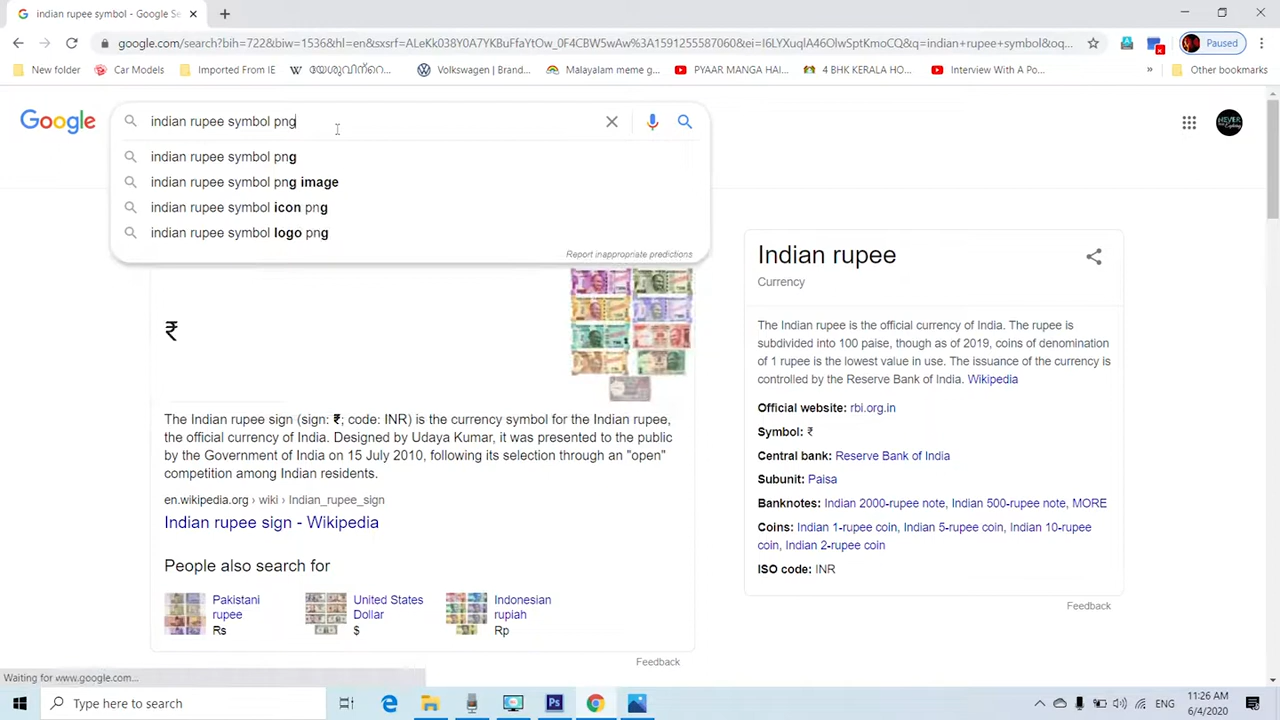 indian rupee symbol - Google Se
google.com/search?bih=722&biw=1536&hl=en&sxsrf=
Paused
New folder
Car Models
Imported From IE
Volkswagen | Brand...
Malayalam meme g...
PYAAR MANGA HAI...
4 BHK KERALA HO...
Interview With A Po...
»
Other bookmarks
Google
indian rupee symbol png
indian rupee symbol png
indian rupee symbol png image
indian rupee symbol icon png
indian rupee symbol logo png
Report inappropriate predictions
₹
The Indian rupee sign (sign: ₹; code: INR) is the currency symbol for the Indian rupee,
the official currency of India. Designed by Udaya Kumar, it was presented to the public
by the Government of India on 15 July 2010, following its selection through an "open"
competition among Indian residents.
en.wikipedia.org › wiki › Indian_rupee_sign
Indian rupee sign - Wikipedia
People also search for
Pakistani
rupee
Rs
United States
Dollar
$
Indonesian
rupiah
Rp
Feedback
Indian rupee
Currency
The Indian rupee is the official currency of India. The rupee is
subdivided into 100 paise, though as of 2019, coins of denomination
of 1 rupee is the lowest value in use. The issuance of the currency is
controlled by the Reserve Bank of India. Wikipedia
Official website: rbi.org.in
Symbol: ₹
Central bank: Reserve Bank of India
Subunit: Paisa
Banknotes: Indian 2000-rupee note, Indian 500-rupee note, MORE
Coins: Indian 1-rupee coin, Indian 5-rupee coin, Indian 10-rupee
coin, Indian 2-rupee coin
ISO code: INR
Feedback
Waiting for www.google.com...
Type here to search
Ps
ENG
11:26 AM
6/4/2020